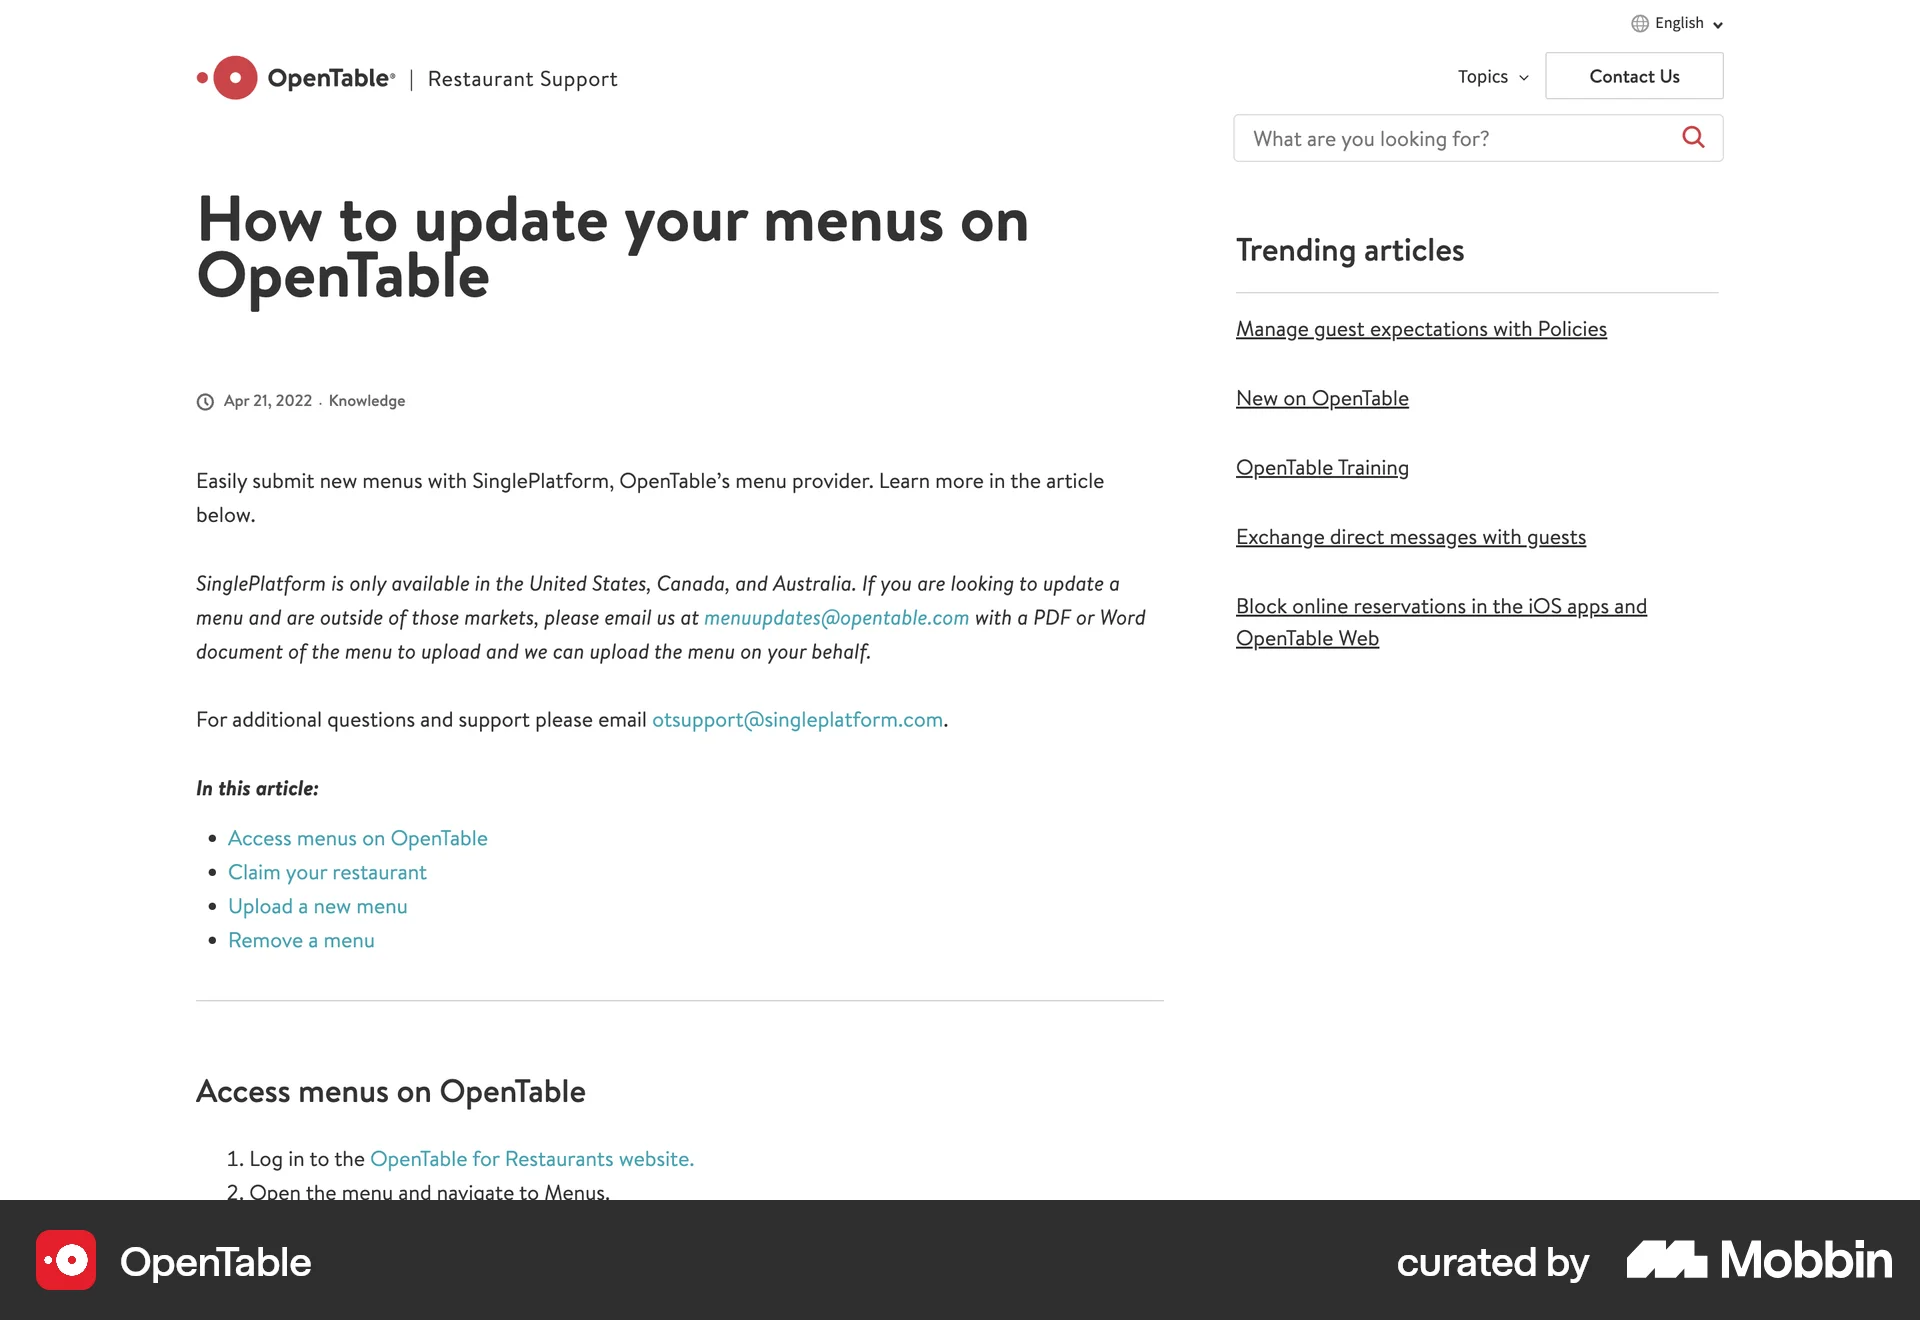 English
OpenTable® | Restaurant Support
Topics
Contact Us
What are you looking for?
How to update your menus on
OpenTable
Apr 21, 2022 . Knowledge
Easily submit new menus with SinglePlatform, OpenTable’s menu provider. Learn more in the article
below.
SinglePlatform is only available in the United States, Canada, and Australia. If you are looking to update a
menu and are outside of those markets, please email us at menuupdates@opentable.com with a PDF or Word
document of the menu to upload and we can upload the menu on your behalf.
For additional questions and support please email otsupport@singleplatform.com.
In this article:
• Access menus on OpenTable
• Claim your restaurant
• Upload a new menu
• Remove a menu
Access menus on OpenTable
1. Log in to the OpenTable for Restaurants website.
2. Open the menu and navigate to Menus.
Trending articles
Manage guest expectations with Policies
New on OpenTable
OpenTable Training
Exchange direct messages with guests
Block online reservations in the iOS apps and
OpenTable Web
OpenTable
curated by Mobbin